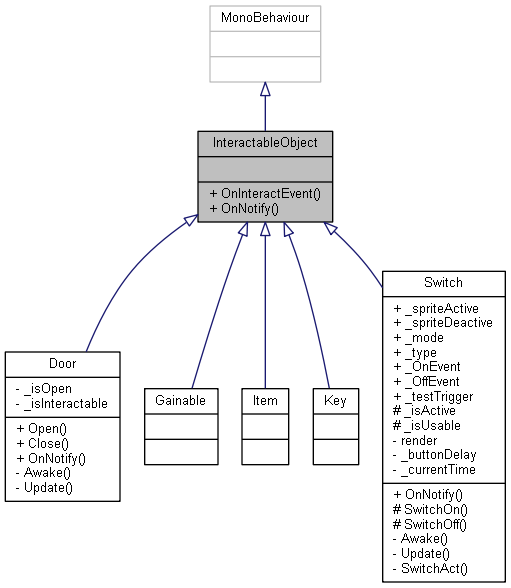 MonoBehaviour
InteractableObject
+ OnInteractEvent()
+ OnNotify()
Door
- _isOpen
- _isInteractable
+ Open()
+ Close()
+ OnNotify()
- Awake()
- Update()
Gainable
Item
Key
Switch
+ _spriteActive
+ _spriteDeactive
+ _mode
+ _type
+ _OnEvent
+ _OffEvent
+ _testTrigger
# _isActive
# _isUsable
- render
- _buttonDelay
- _currentTime
+ OnNotify()
# SwitchOn()
# SwitchOff()
- Awake()
- Update()
- SwitchAct()